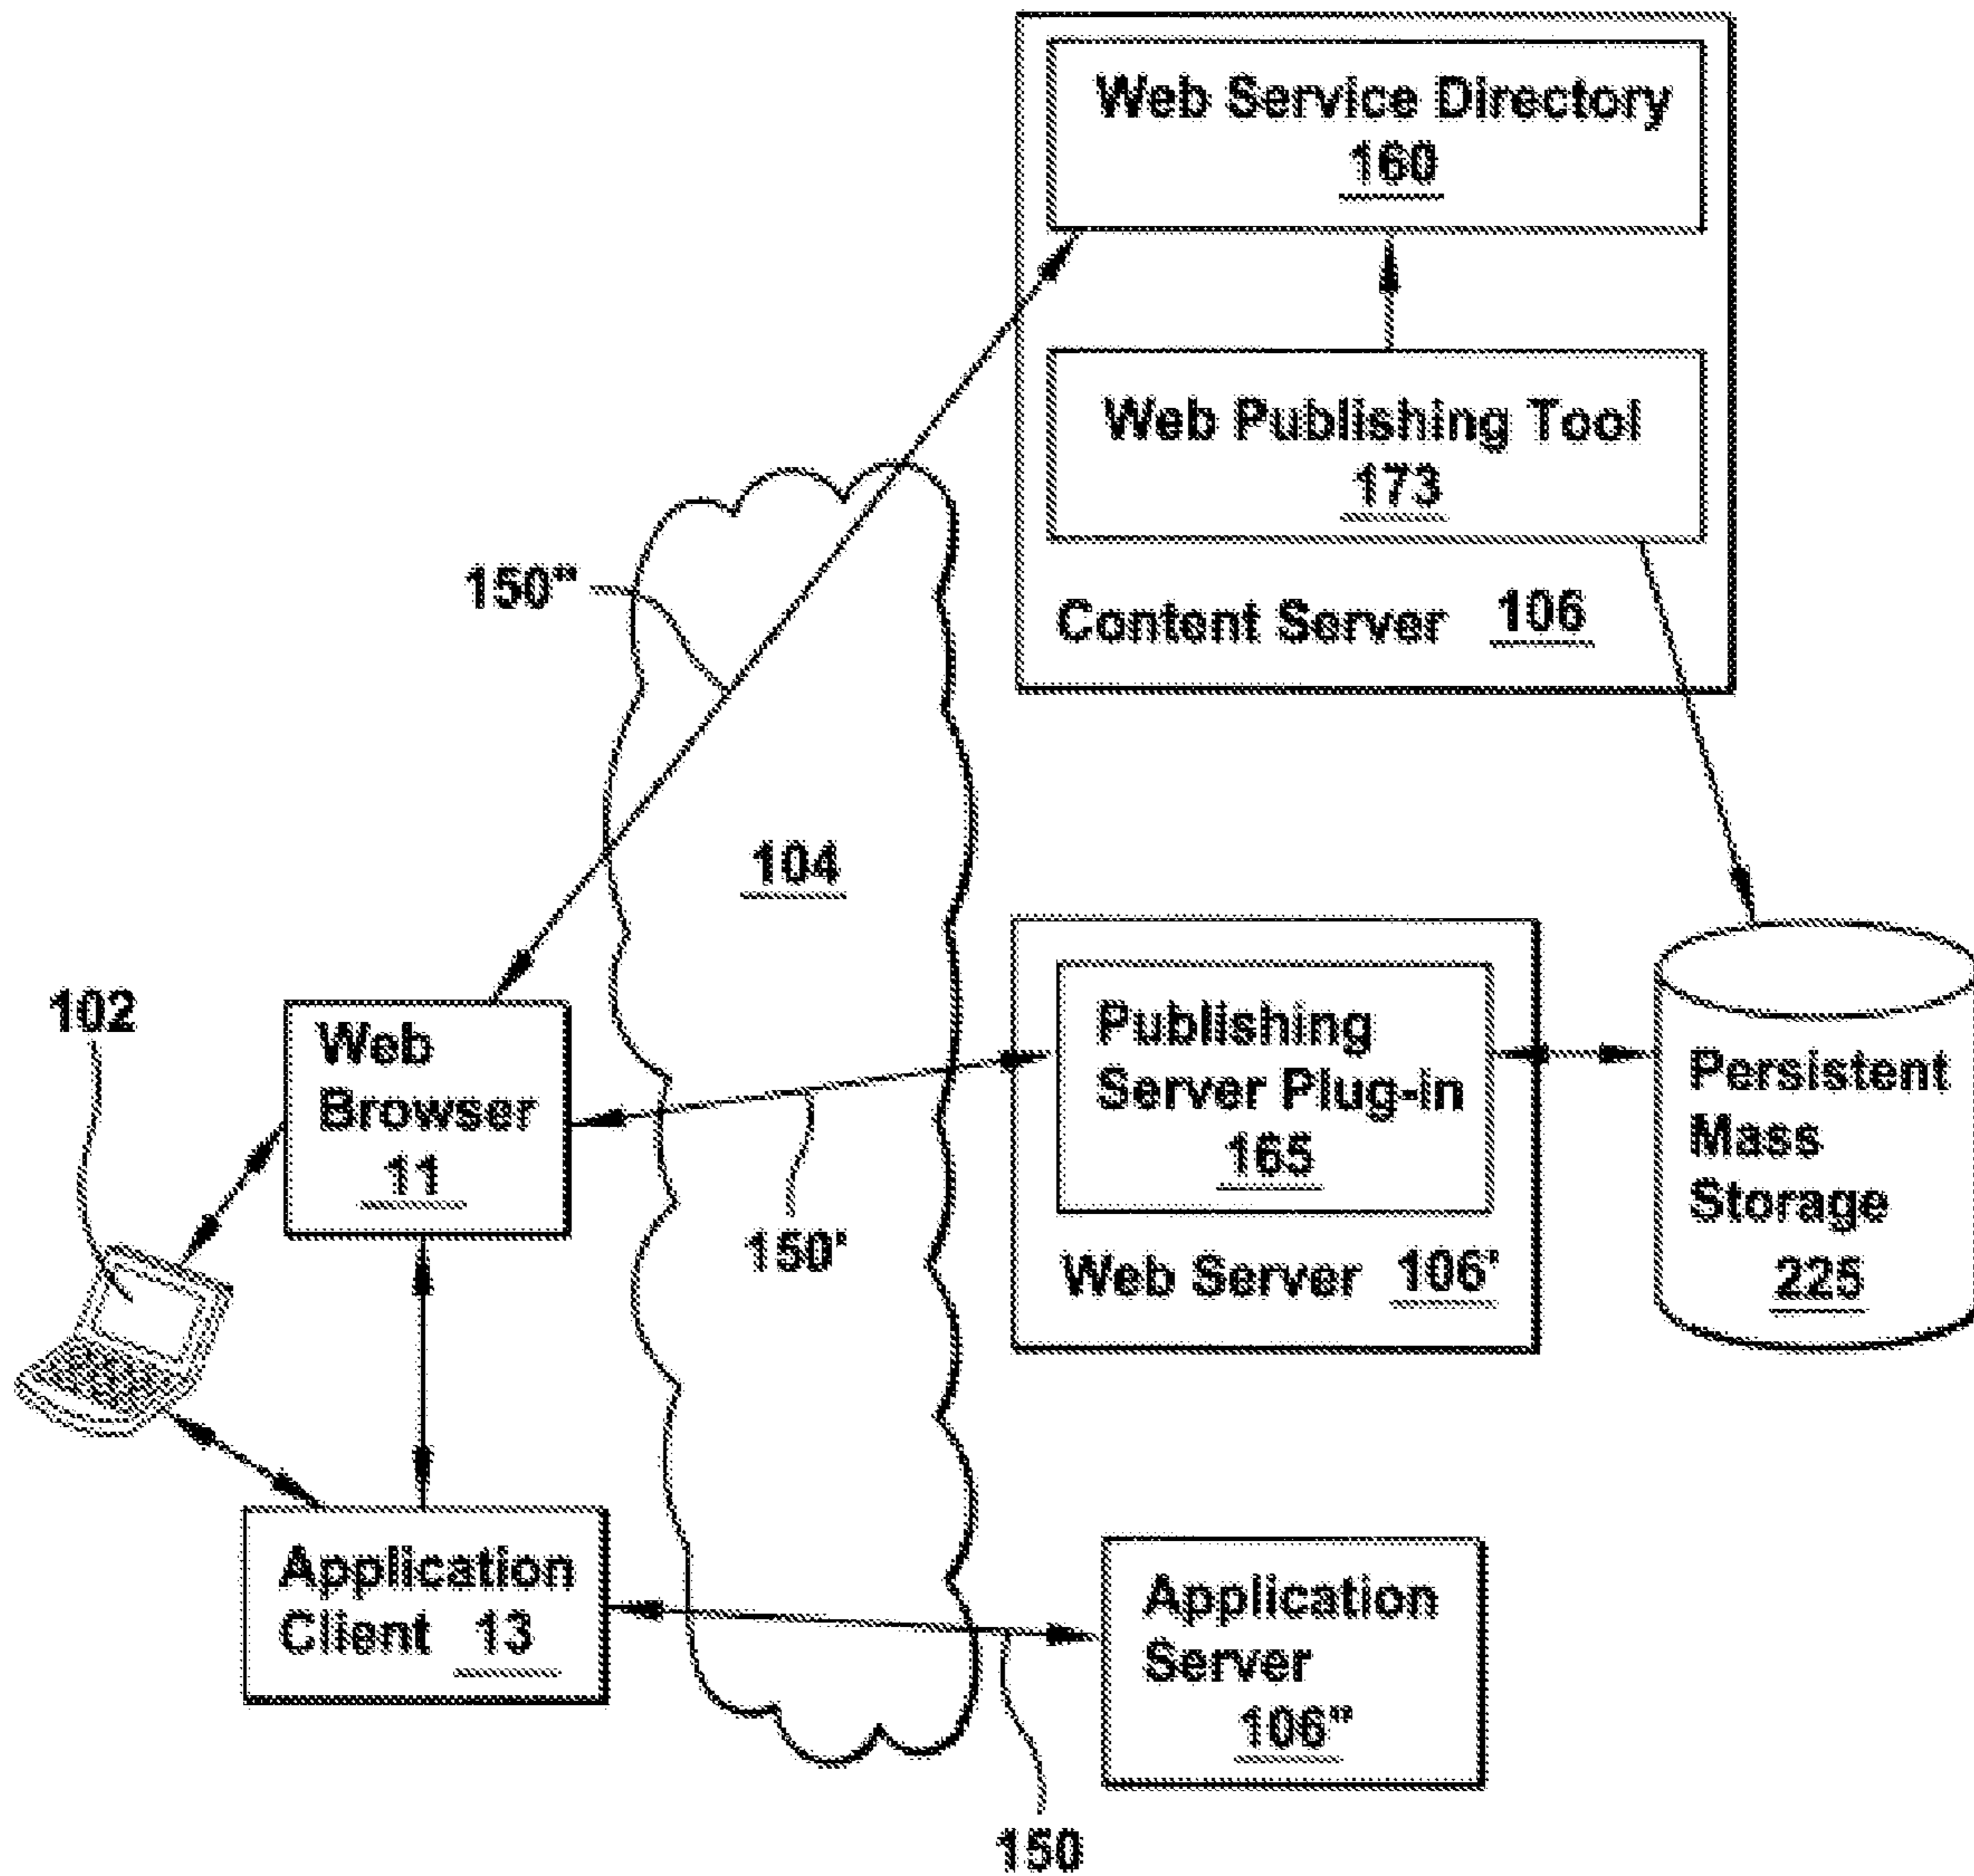 Web Service Directory
160
Web Publishing Tool
173
Content Server 106
150"
104
102
Web
Browser
11
Publishing
Server Plug-in
165
Web Server 106'
Persistent
Mass
Storage
225
150'
Application
Client 13
Application
Server
106"
150